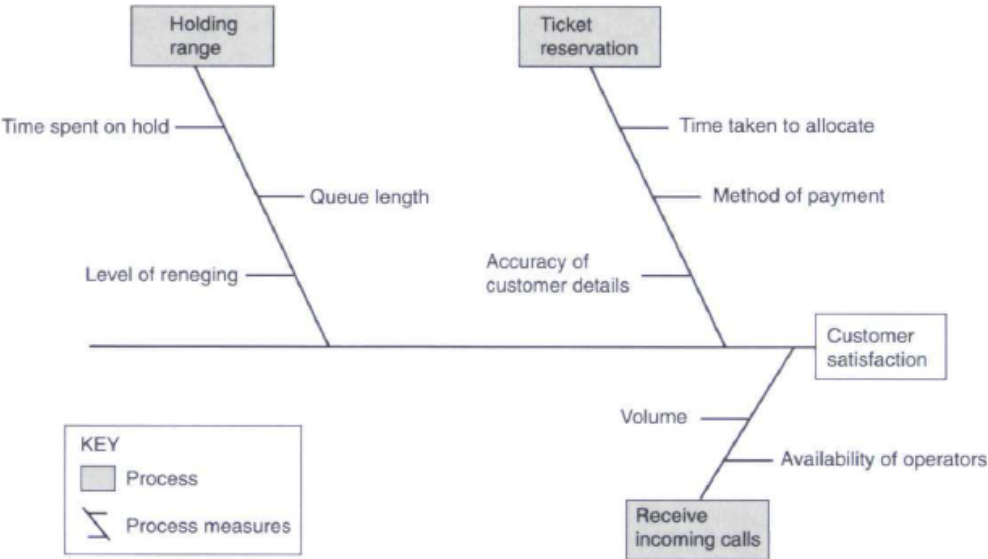 Holding
range
Ticket
reservation
Time spent on hold
Time taken to allocate
Queue length
Method of payment
Level of reneging
Accuracy of
customer details
Customer
satisfaction
Volume
Availability of operators
KEY
Process
Process measures
Receive
incoming calls